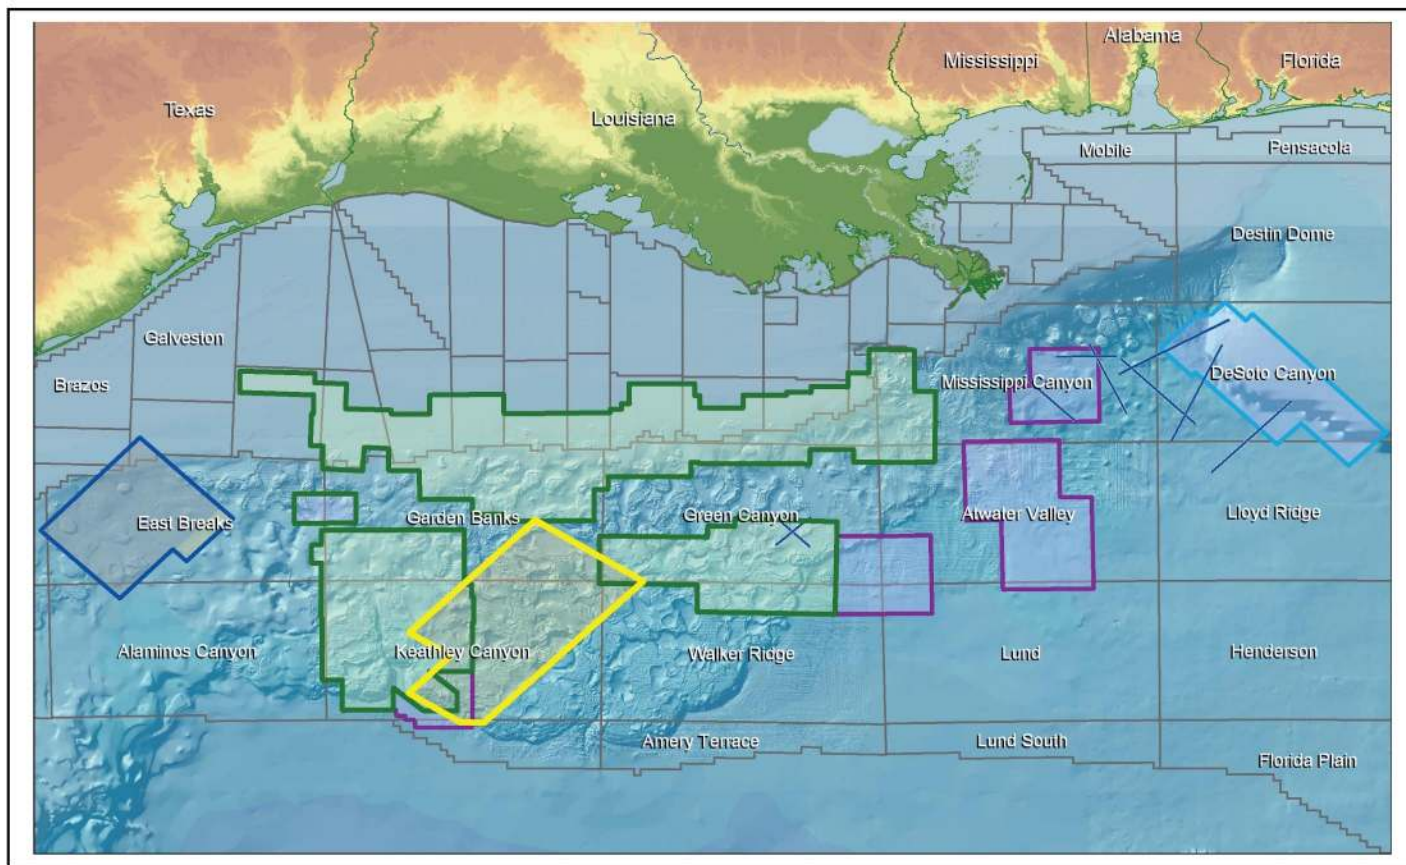 Alabama
Mississippi
Florida
Texas
Louisiana
Mobile
Pensacola
Destin Dome
Galveston
DeSoto Canyon
Brazos
Mississippi Canyon
East Breaks
Garden Banks
Green Canyon
Atwater Valley
Lloyd Ridge
Alaminos Canyon
Keathley Canyon
Walker Ridge
Lund
Henderson
Amery Terrace
Lund South
Florida Plain